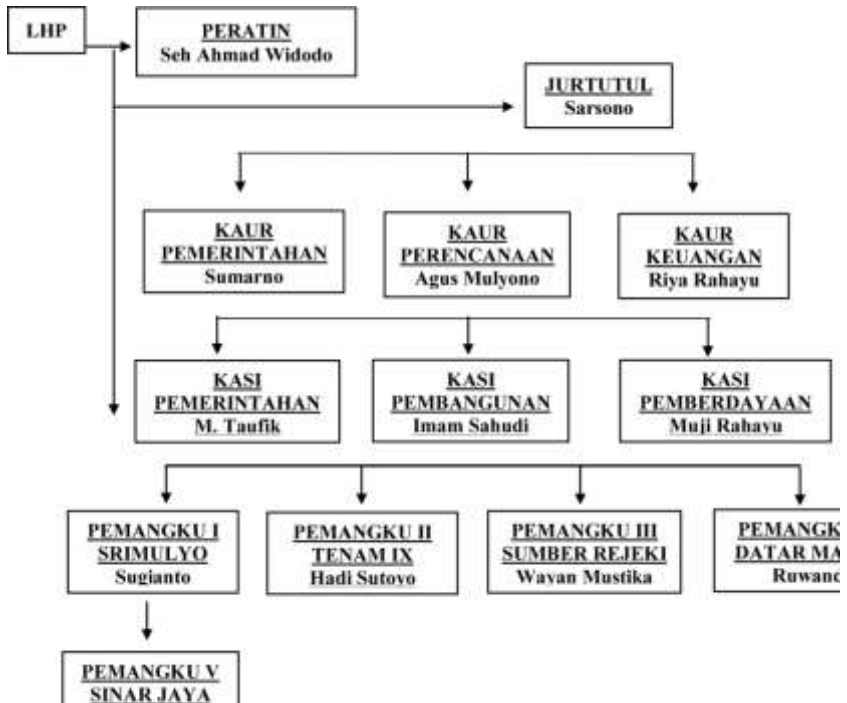 LHP
PERATIN
Seh Ahmad Widodo
JURTUTUL
Sarsono
KAUR
PEMERINTAHAN
Sumarno
KAUR
PERENCANAAN
Agus Mulyono
KAUR
KEUANGAN
Riya Rahayu
KASI
PEMERINTAHAN
M. Taufik
KASI
PEMBANGUNAN
Imam Sahudi
KASI
PEMBERDAYAAN
Muji Rahayu
PEMANGKU I
SRIMULYO
Sugianto
PEMANGKU II
TENAM IX
Hadi Sutoyo
PEMANGKU III
SUMBER REJEKI
Wayan Mustika
DATAR
PEMANGKU V
SINAR JAYA